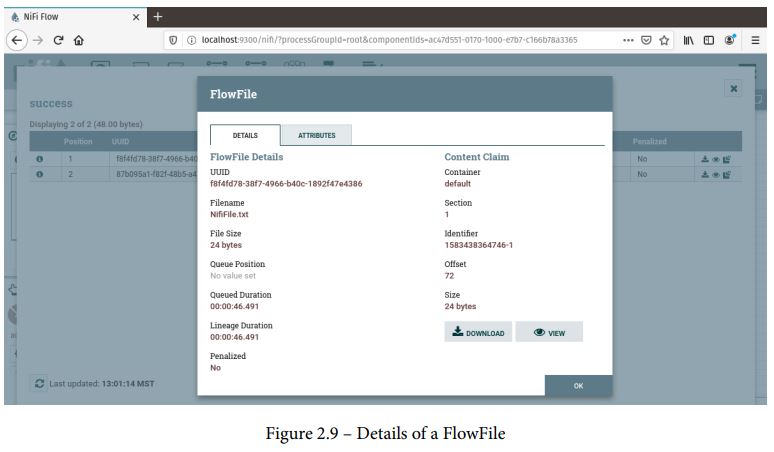 NiFi Flow
localhost:9300/nifi/?processGroupId=root&componentIds=ac47d551-0170-1000-e7b7-c166b78a3365
success
Displaying 2 of 2 (48.00 bytes)
Position UUID Penalized
1 f8f4fd78-38f7-4966-b40 No
2 87b095a1-f82f-48b5-a4 No
Last updated: 13:01:14 MST
FlowFile
DETAILS ATTRIBUTES
FlowFile Details
UUID
f8f4fd78-38f7-4966-b40c-1892f47e4386
Filename
NifiFile.txt
File Size
24 bytes
Queue Position
No value set
Queued Duration
00:00:46.491
Lineage Duration
00:00:46.491
Penalized
No
Content Claim
Container
default
Section
1
Identifier
1583438364746-1
Offset
72
Size
24 bytes
DOWNLOAD VIEW
OK
Figure 2.9 – Details of a FlowFile